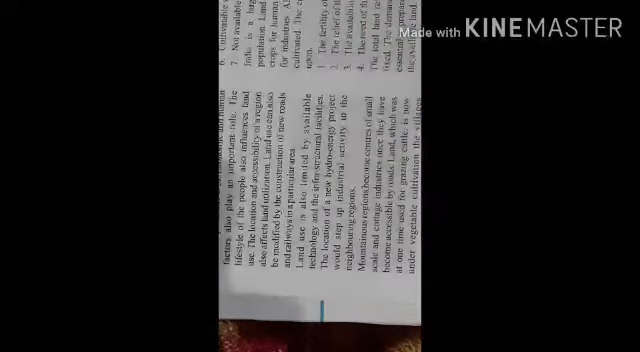 Made with KINEMASTER
factors also play an important role. The
lifestyle of the people also influences land
use. The location and accessibility of a region
also affects land utilization. Land use can also
be modified by the construction of new roads
and railways in a particular area.
Land use is also limited by available
technology and the infra-structural facilities.
The location of a new hydro-energy project
would step up industrial activity in the
neighbouring regions.
Mountainous regions become centres of small
scale and cottage industries once they have
become accessible by roads. Land, which was
at one time used for grazing cattle is now
under vegetable cultivation the villages
6. Cultivable
7. Not available
India is a larg
population. Land
crops for human
for industries. Al
cultivated. The
upon.
1. The fertility of
2. The relief of th
3. The availabili
4. The need of th
The total land
fixed. The deman
essential prepar
the available land.